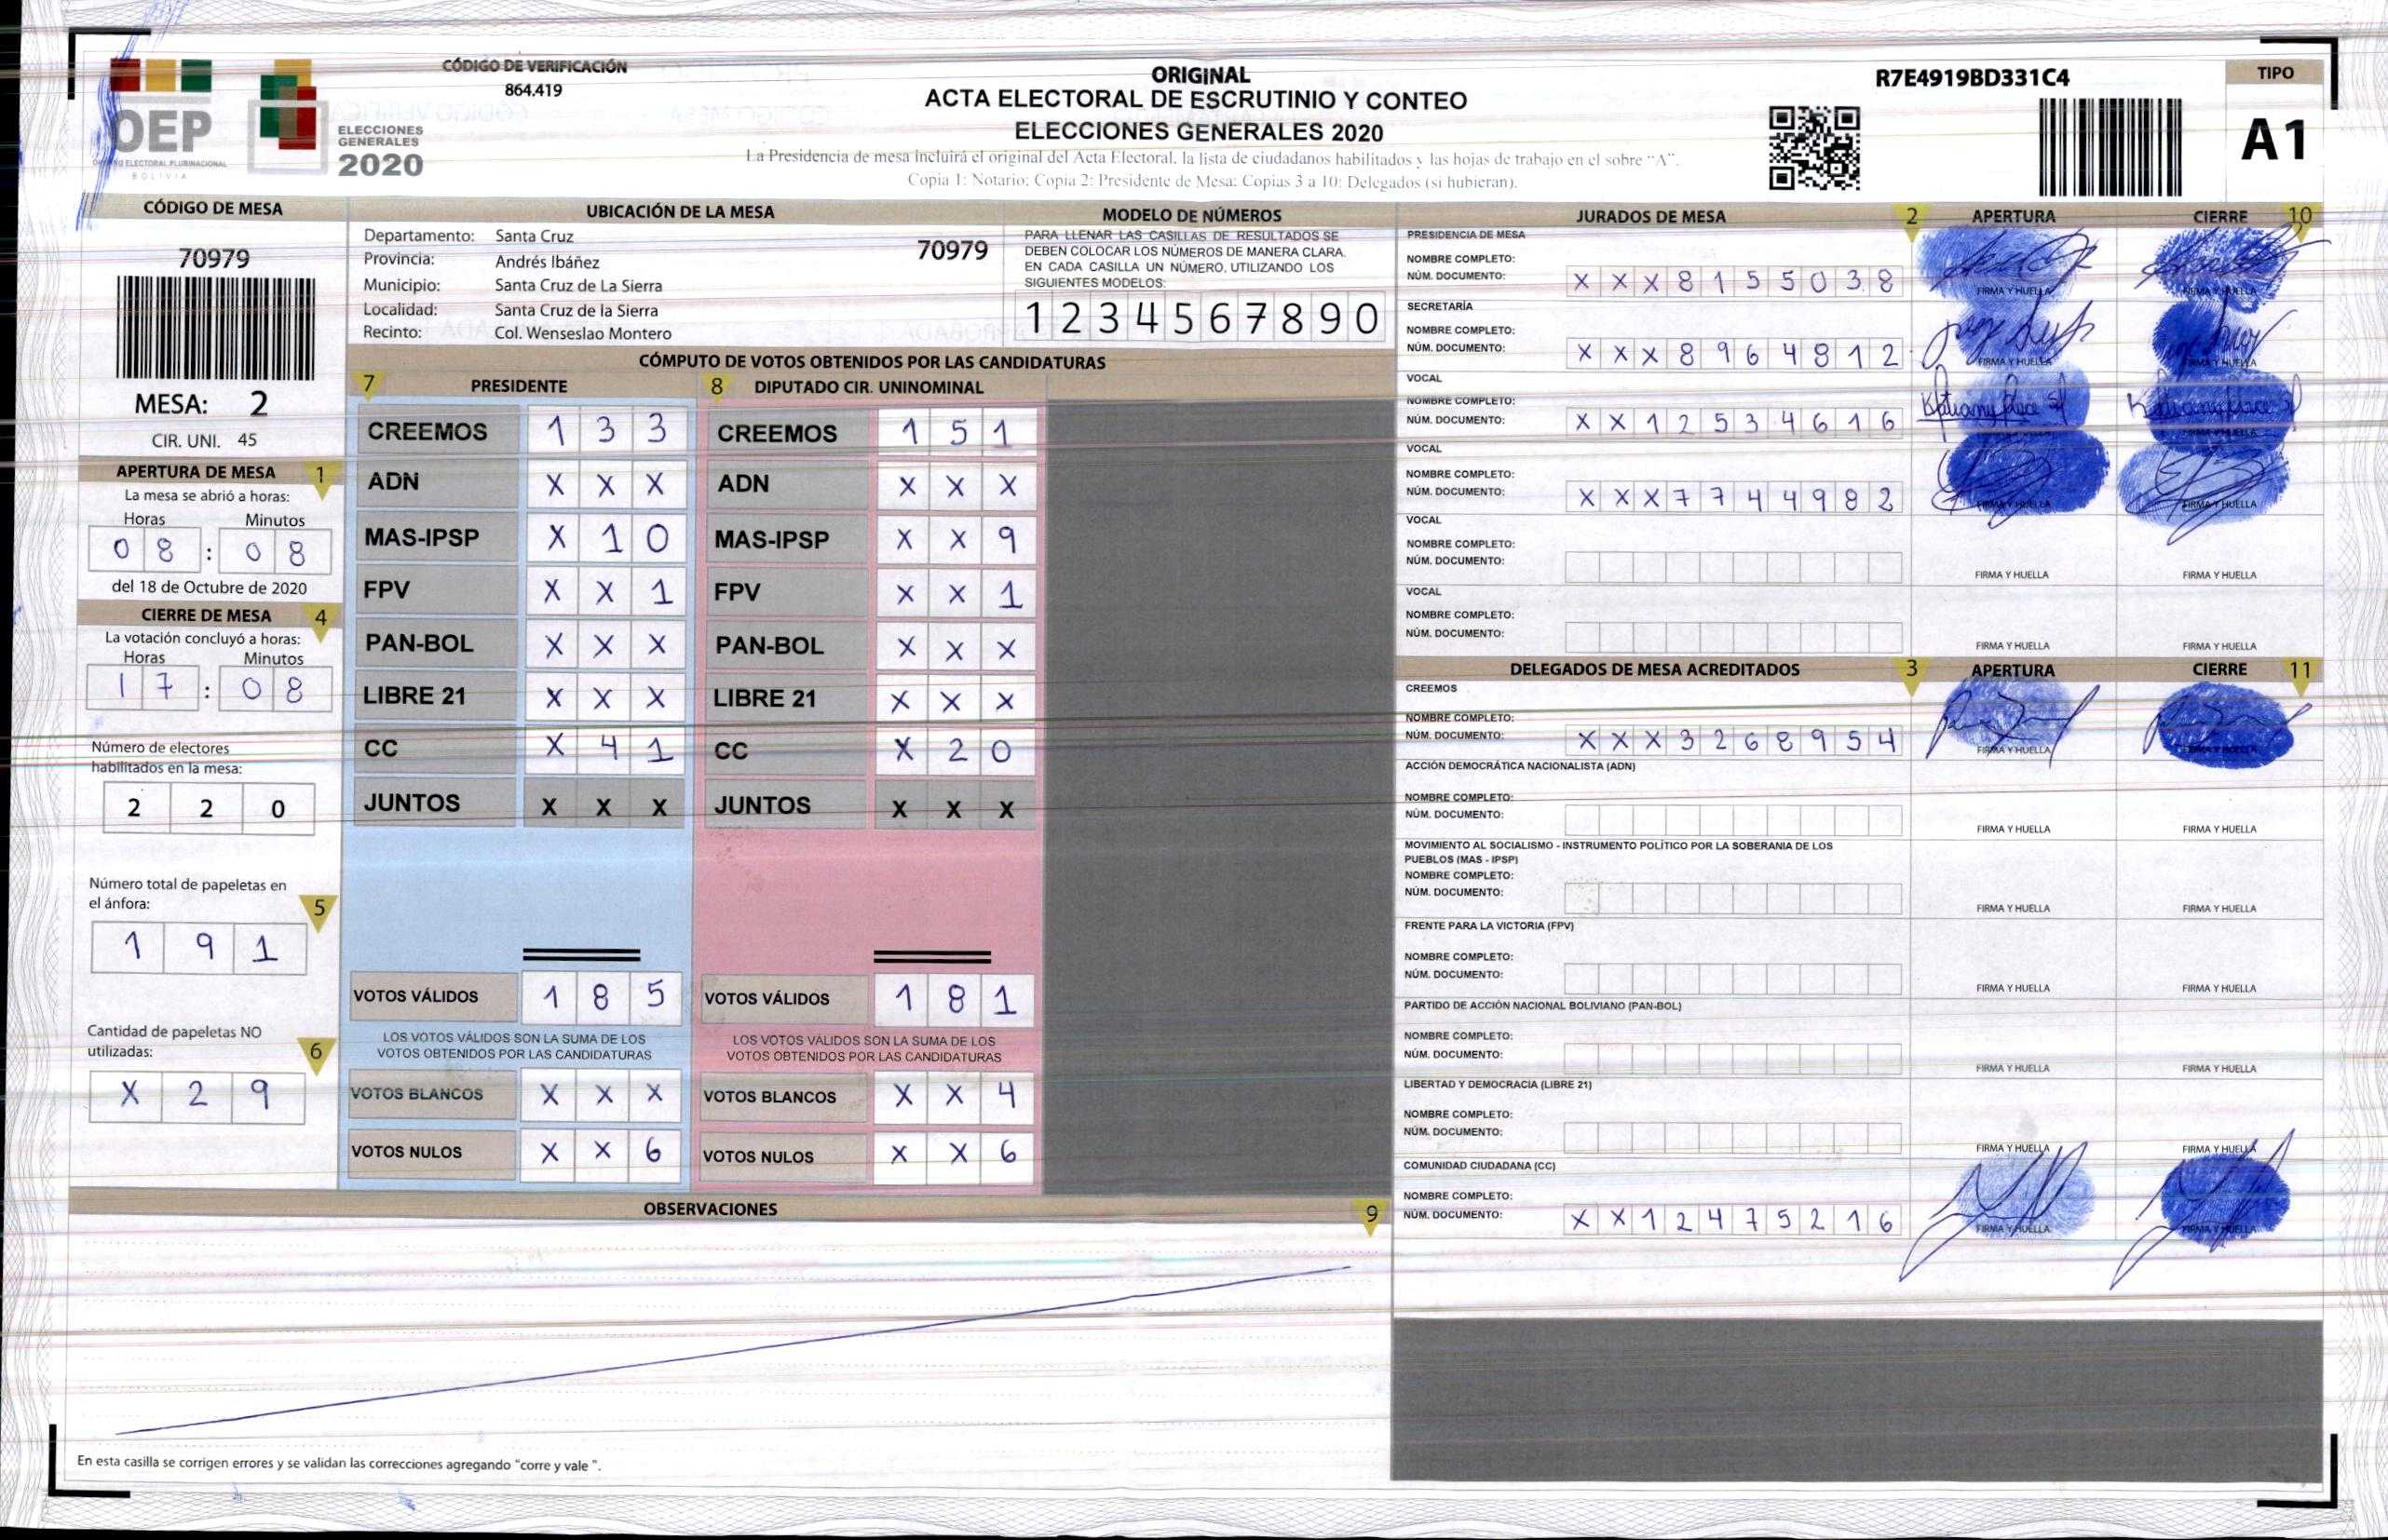 OEP
ÓRGANO ELECTORAL PLURINACIONAL
BOLIVIA
ELECCIONES
GENERALES
2020
CÓDIGO DE VERIFICACIÓN
864.419
ORIGINAL
ACTA ELECTORAL DE ESCRUTINIO Y CONTEO
ELECCIONES GENERALES 2020
La Presidencia de mesa incluirá el original del Acta Electoral, la lista de ciudadanos habilitados y las hojas de trabajo en el sobre "A".
Copia 1: Notario; Copia 2: Presidente de Mesa; Copias 3 a 10: Delegados (si hubieran).
R7E4919BD331C4
TIPO
A1
CÓDIGO DE MESA
70979
MESA: 2
CIR. UNI. 45
APERTURA DE MESA 1
La mesa se abrió a horas:
Horas Minutos
08 : 08
del 18 de Octubre de 2020
CIERRE DE MESA 4
La votación concluyó a horas:
Horas Minutos
17 : 08
Número de electores
habilitados en la mesa:
2 2 0
Número total de papeletas en
el ánfora: 5
1 9 1
Cantidad de papeletas NO
utilizadas: 6
X 2 9
UBICACIÓN DE LA MESA
Departamento: Santa Cruz 70979
Provincia: Andrés Ibáñez
Municipio: Santa Cruz de La Sierra
Localidad: Santa Cruz de la Sierra
Recinto: Col. Wenseslao Montero
MODELO DE NÚMEROS
PARA LLENAR LAS CASILLAS DE RESULTADOS SE
DEBEN COLOCAR LOS NÚMEROS DE MANERA CLARA.
EN CADA CASILLA UN NÚMERO, UTILIZANDO LOS
SIGUIENTES MODELOS:
1 2 3 4 5 6 7 8 9 0
CÓMPUTO DE VOTOS OBTENIDOS POR LAS CANDIDATURAS
7 PRESIDENTE 8 DIPUTADO CIR. UNINOMINAL
CREEMOS 1 3 3 CREEMOS 1 5 1
ADN X X X ADN X X X
MAS-IPSP X 1 0 MAS-IPSP X X 9
FPV X X 1 FPV X X 1
PAN-BOL X X X PAN-BOL X X X
LIBRE 21 X X X LIBRE 21 X X X
CC X 4 1 CC X 2 0
JUNTOS X X X JUNTOS X X X
VOTOS VÁLIDOS 1 8 5 VOTOS VÁLIDOS 1 8 1
LOS VOTOS VÁLIDOS SON LA SUMA DE LOS LOS VOTOS VÁLIDOS SON LA SUMA DE LOS
VOTOS OBTENIDOS POR LAS CANDIDATURAS VOTOS OBTENIDOS POR LAS CANDIDATURAS
VOTOS BLANCOS X X X VOTOS BLANCOS X X 4
VOTOS NULOS X X 6 VOTOS NULOS X X 6
OBSERVACIONES 9
En esta casilla se corrigen errores y se validan las correcciones agregando "corre y vale ".
JURADOS DE MESA 2 APERTURA CIERRE 10
PRESIDENCIA DE MESA
NOMBRE COMPLETO:
NÚM. DOCUMENTO: X X X 8 1 5 5 0 3 8 FIRMA Y HUELLA FIRMA Y HUELLA
SECRETARÍA
NOMBRE COMPLETO:
NÚM. DOCUMENTO: X X X 8 9 6 4 8 1 2 FIRMA Y HUELLA FIRMA Y HUELLA
VOCAL
NOMBRE COMPLETO:
NÚM. DOCUMENTO: X X 1 2 5 3 4 6 1 6
VOCAL
NOMBRE COMPLETO:
NÚM. DOCUMENTO: X X X 7 7 4 4 9 8 2 FIRMA Y HUELLA FIRMA Y HUELLA
VOCAL
NOMBRE COMPLETO:
NÚM. DOCUMENTO: FIRMA Y HUELLA FIRMA Y HUELLA
VOCAL
NOMBRE COMPLETO:
NÚM. DOCUMENTO: FIRMA Y HUELLA FIRMA Y HUELLA
DELEGADOS DE MESA ACREDITADOS 3 APERTURA CIERRE 11
CREEMOS
NOMBRE COMPLETO:
NÚM. DOCUMENTO: X X X 3 2 6 8 9 5 4 FIRMA Y HUELLA FIRMA Y HUELLA
ACCIÓN DEMOCRÁTICA NACIONALISTA (ADN)
NOMBRE COMPLETO:
NÚM. DOCUMENTO: FIRMA Y HUELLA FIRMA Y HUELLA
MOVIMIENTO AL SOCIALISMO - INSTRUMENTO POLÍTICO POR LA SOBERANIA DE LOS
PUEBLOS (MAS - IPSP)
NOMBRE COMPLETO:
NÚM. DOCUMENTO: FIRMA Y HUELLA FIRMA Y HUELLA
FRENTE PARA LA VICTORIA (FPV)
NOMBRE COMPLETO:
NÚM. DOCUMENTO: FIRMA Y HUELLA FIRMA Y HUELLA
PARTIDO DE ACCIÓN NACIONAL BOLIVIANO (PAN-BOL)
NOMBRE COMPLETO:
NÚM. DOCUMENTO: FIRMA Y HUELLA FIRMA Y HUELLA
LIBERTAD Y DEMOCRACIA (LIBRE 21)
NOMBRE COMPLETO:
NÚM. DOCUMENTO: FIRMA Y HUELLA FIRMA Y HUELLA
COMUNIDAD CIUDADANA (CC)
NOMBRE COMPLETO:
NÚM. DOCUMENTO: X X 1 2 4 7 5 2 1 6 FIRMA Y HUELLA FIRMA Y HUELLA